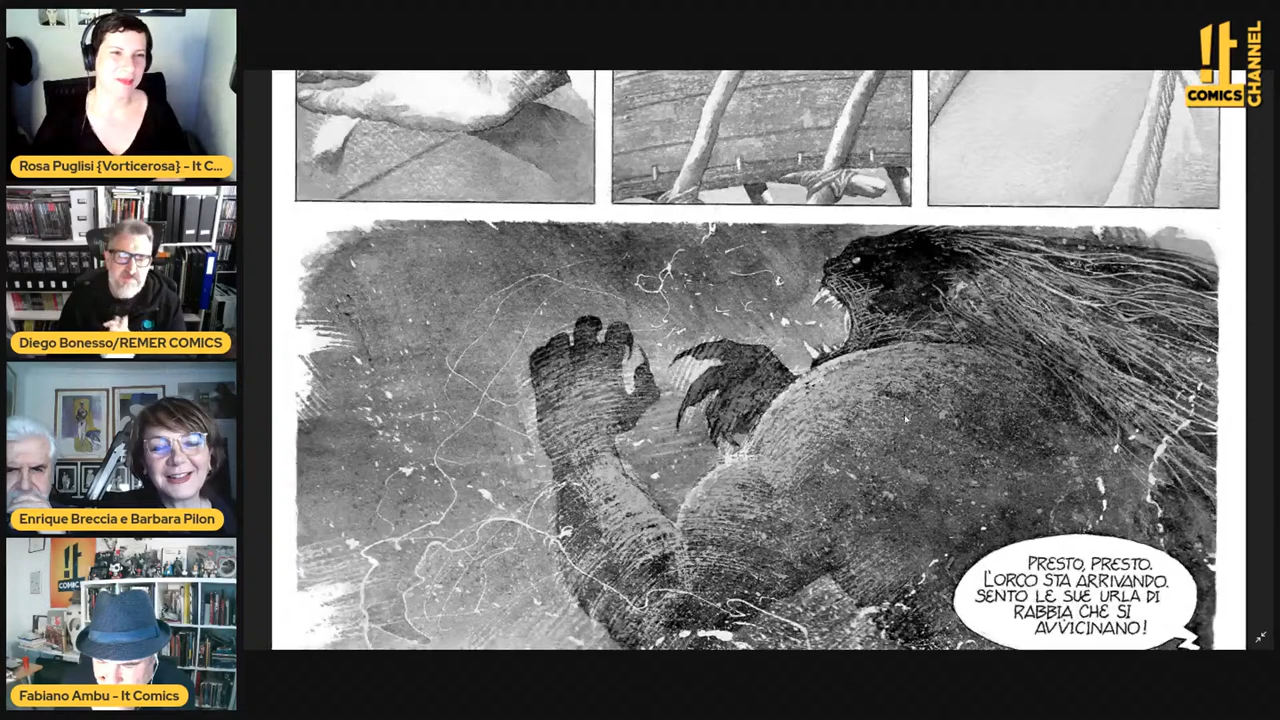 Rosa Puglisi {Vorticerosa} - It C...
Diego Bonesso/REMER COMICS
Enrique Breccia e Barbara Pilon
Fabiano Ambu - It Comics
!t
COMICS
CHANNEL
PRESTO, PRESTO.
L'ORCO STA ARRIVANDO.
SENTO LE SUE URLA DI
RABBIA CHE SI
AVVICINANO!
!t
COMICS